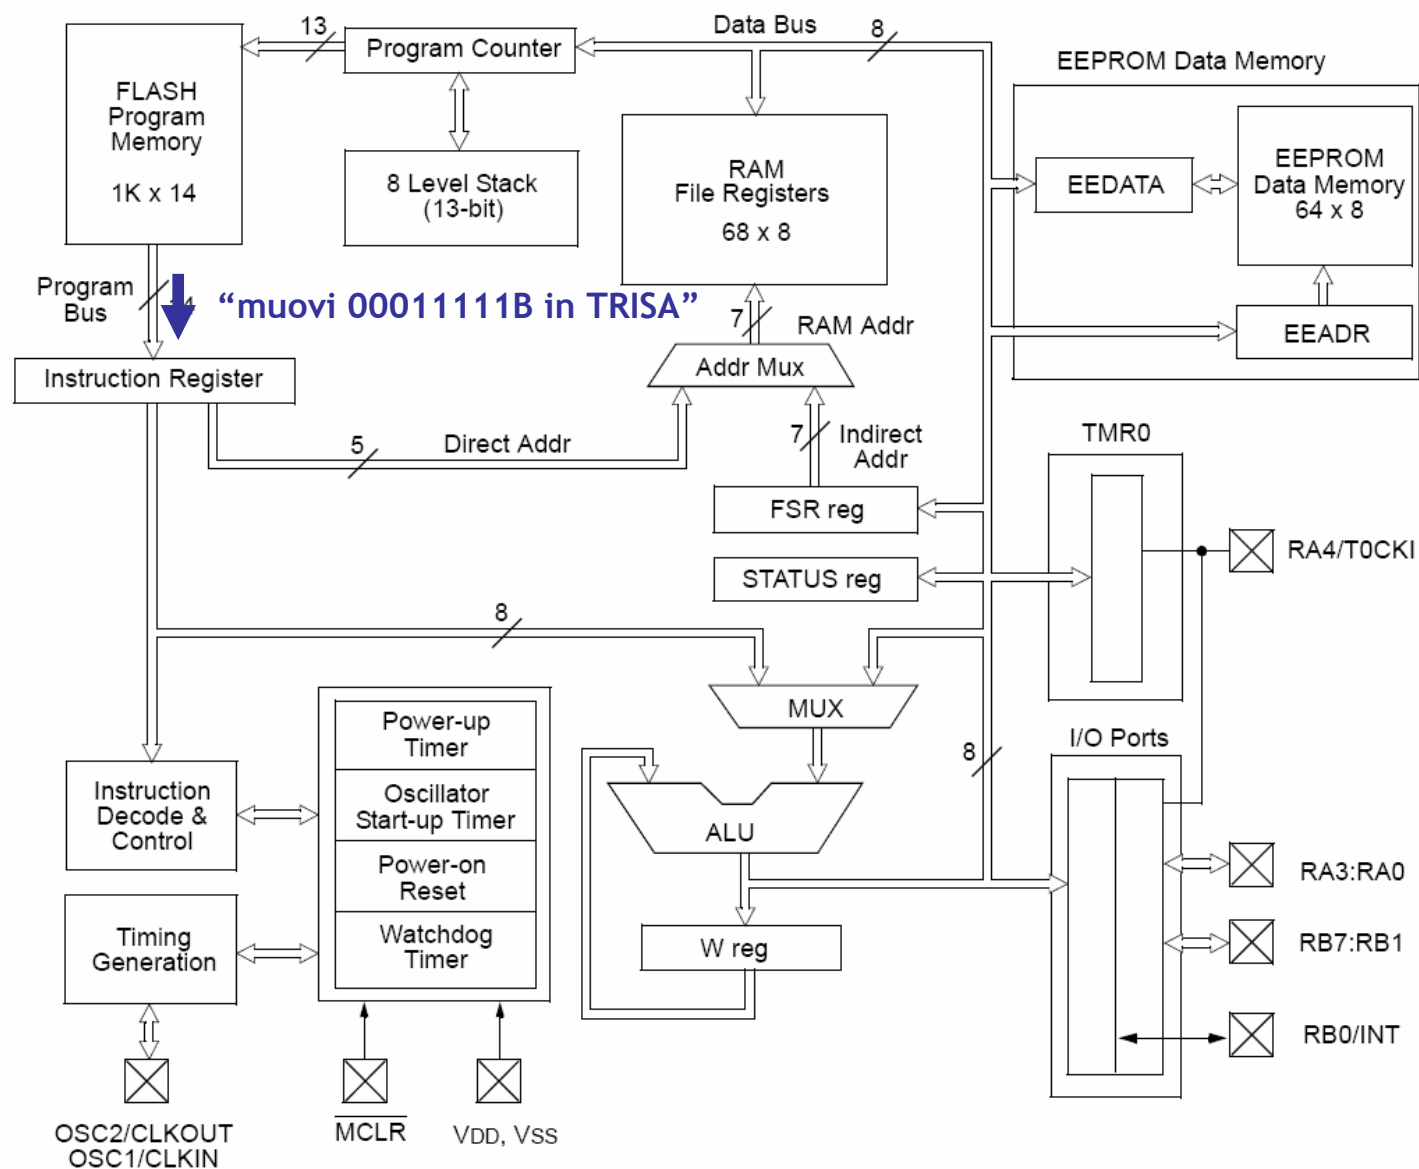 13
Program Counter
Data Bus
8
EEPROM Data Memory
FLASH
Program
Memory
1K x 14
8 Level Stack
(13-bit)
RAM
File Registers
68 x 8
EEDATA
EEPROM
Data Memory
64 x 8
EEADR
Program
Bus
14
“muovi 00011111B in TRISA”
7
RAM Addr
Addr Mux
Instruction Register
5
Direct Addr
7
Indirect
Addr
FSR reg
STATUS reg
TMR0
RA4/T0CKI
8
MUX
ALU
W reg
8
I/O Ports
Power-up
Timer
Oscillator
Start-up Timer
Power-on
Reset
Watchdog
Timer
Instruction
Decode &
Control
Timing
Generation
RA3:RA0
RB7:RB1
RB0/INT
OSC2/CLKOUT
OSC1/CLKIN
MCLR
VDD, VSS